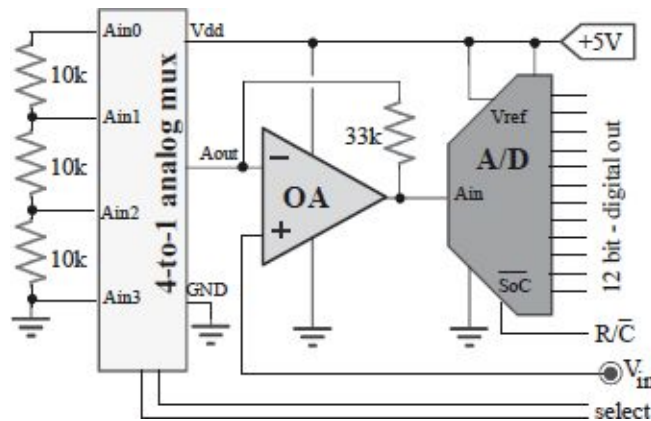 Ain0
10k
Ain1
10k
Ain2
10k
Ain3
4-to-1 analog mux
Vdd
Aout
GND
33k
−
OA
+
+5V
Vref
A/D
Ain
SoC
12 bit - digital out
R/C̅
Vin
select